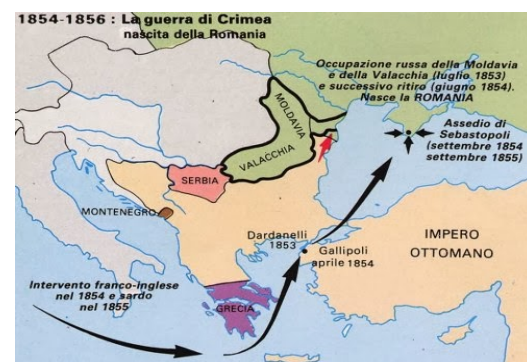 1854-1856 : La guerra di Crimea
nascita della Romania
Occupazione russa della Moldavia
e della Valacchia (luglio 1853)
e successivo ritiro (giugno 1854).
Nasce la ROMANIA
MOLDAVIA
VALACCHIA
Assedio di
Sebastopoli
(settembre 1854
settembre 1855)
SERBIA
MONTENEGRO
Dardanelli
1853
Gallipoli
aprile 1854
IMPERO
OTTOMANO
Intervento franco-inglese
nel 1854 e sardo
nel 1855
GRECIA